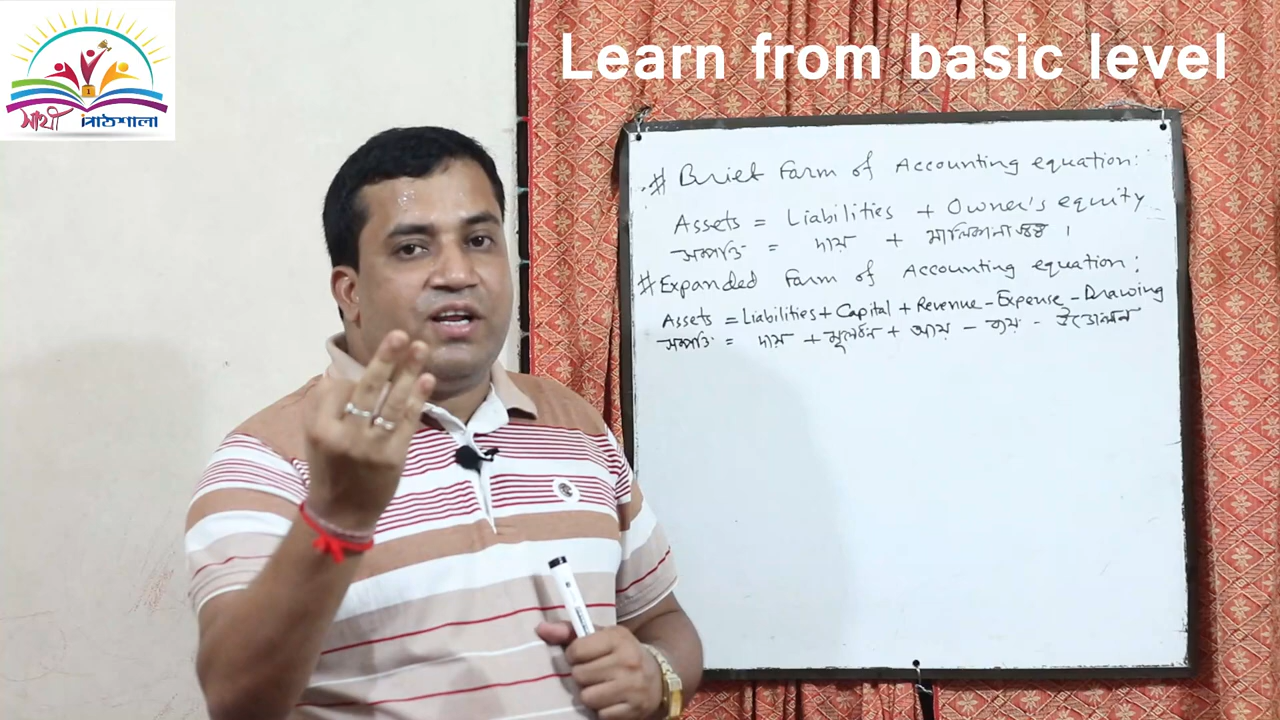 সাথী পাঠশালা
Learn from basic level
# Brief Farm of Accounting equation:
Assets = Liabilities + Owner's equity
সম্পত্তি = দায় + মালিকানাস্বত্ব ।
# Expanded Farm of Accounting equation:
Assets = Liabilities + Capital + Revenue - Expense - Drawing
সম্পত্তি = দায় + মূলধন + আয় - ব্যয় - উত্তোলন